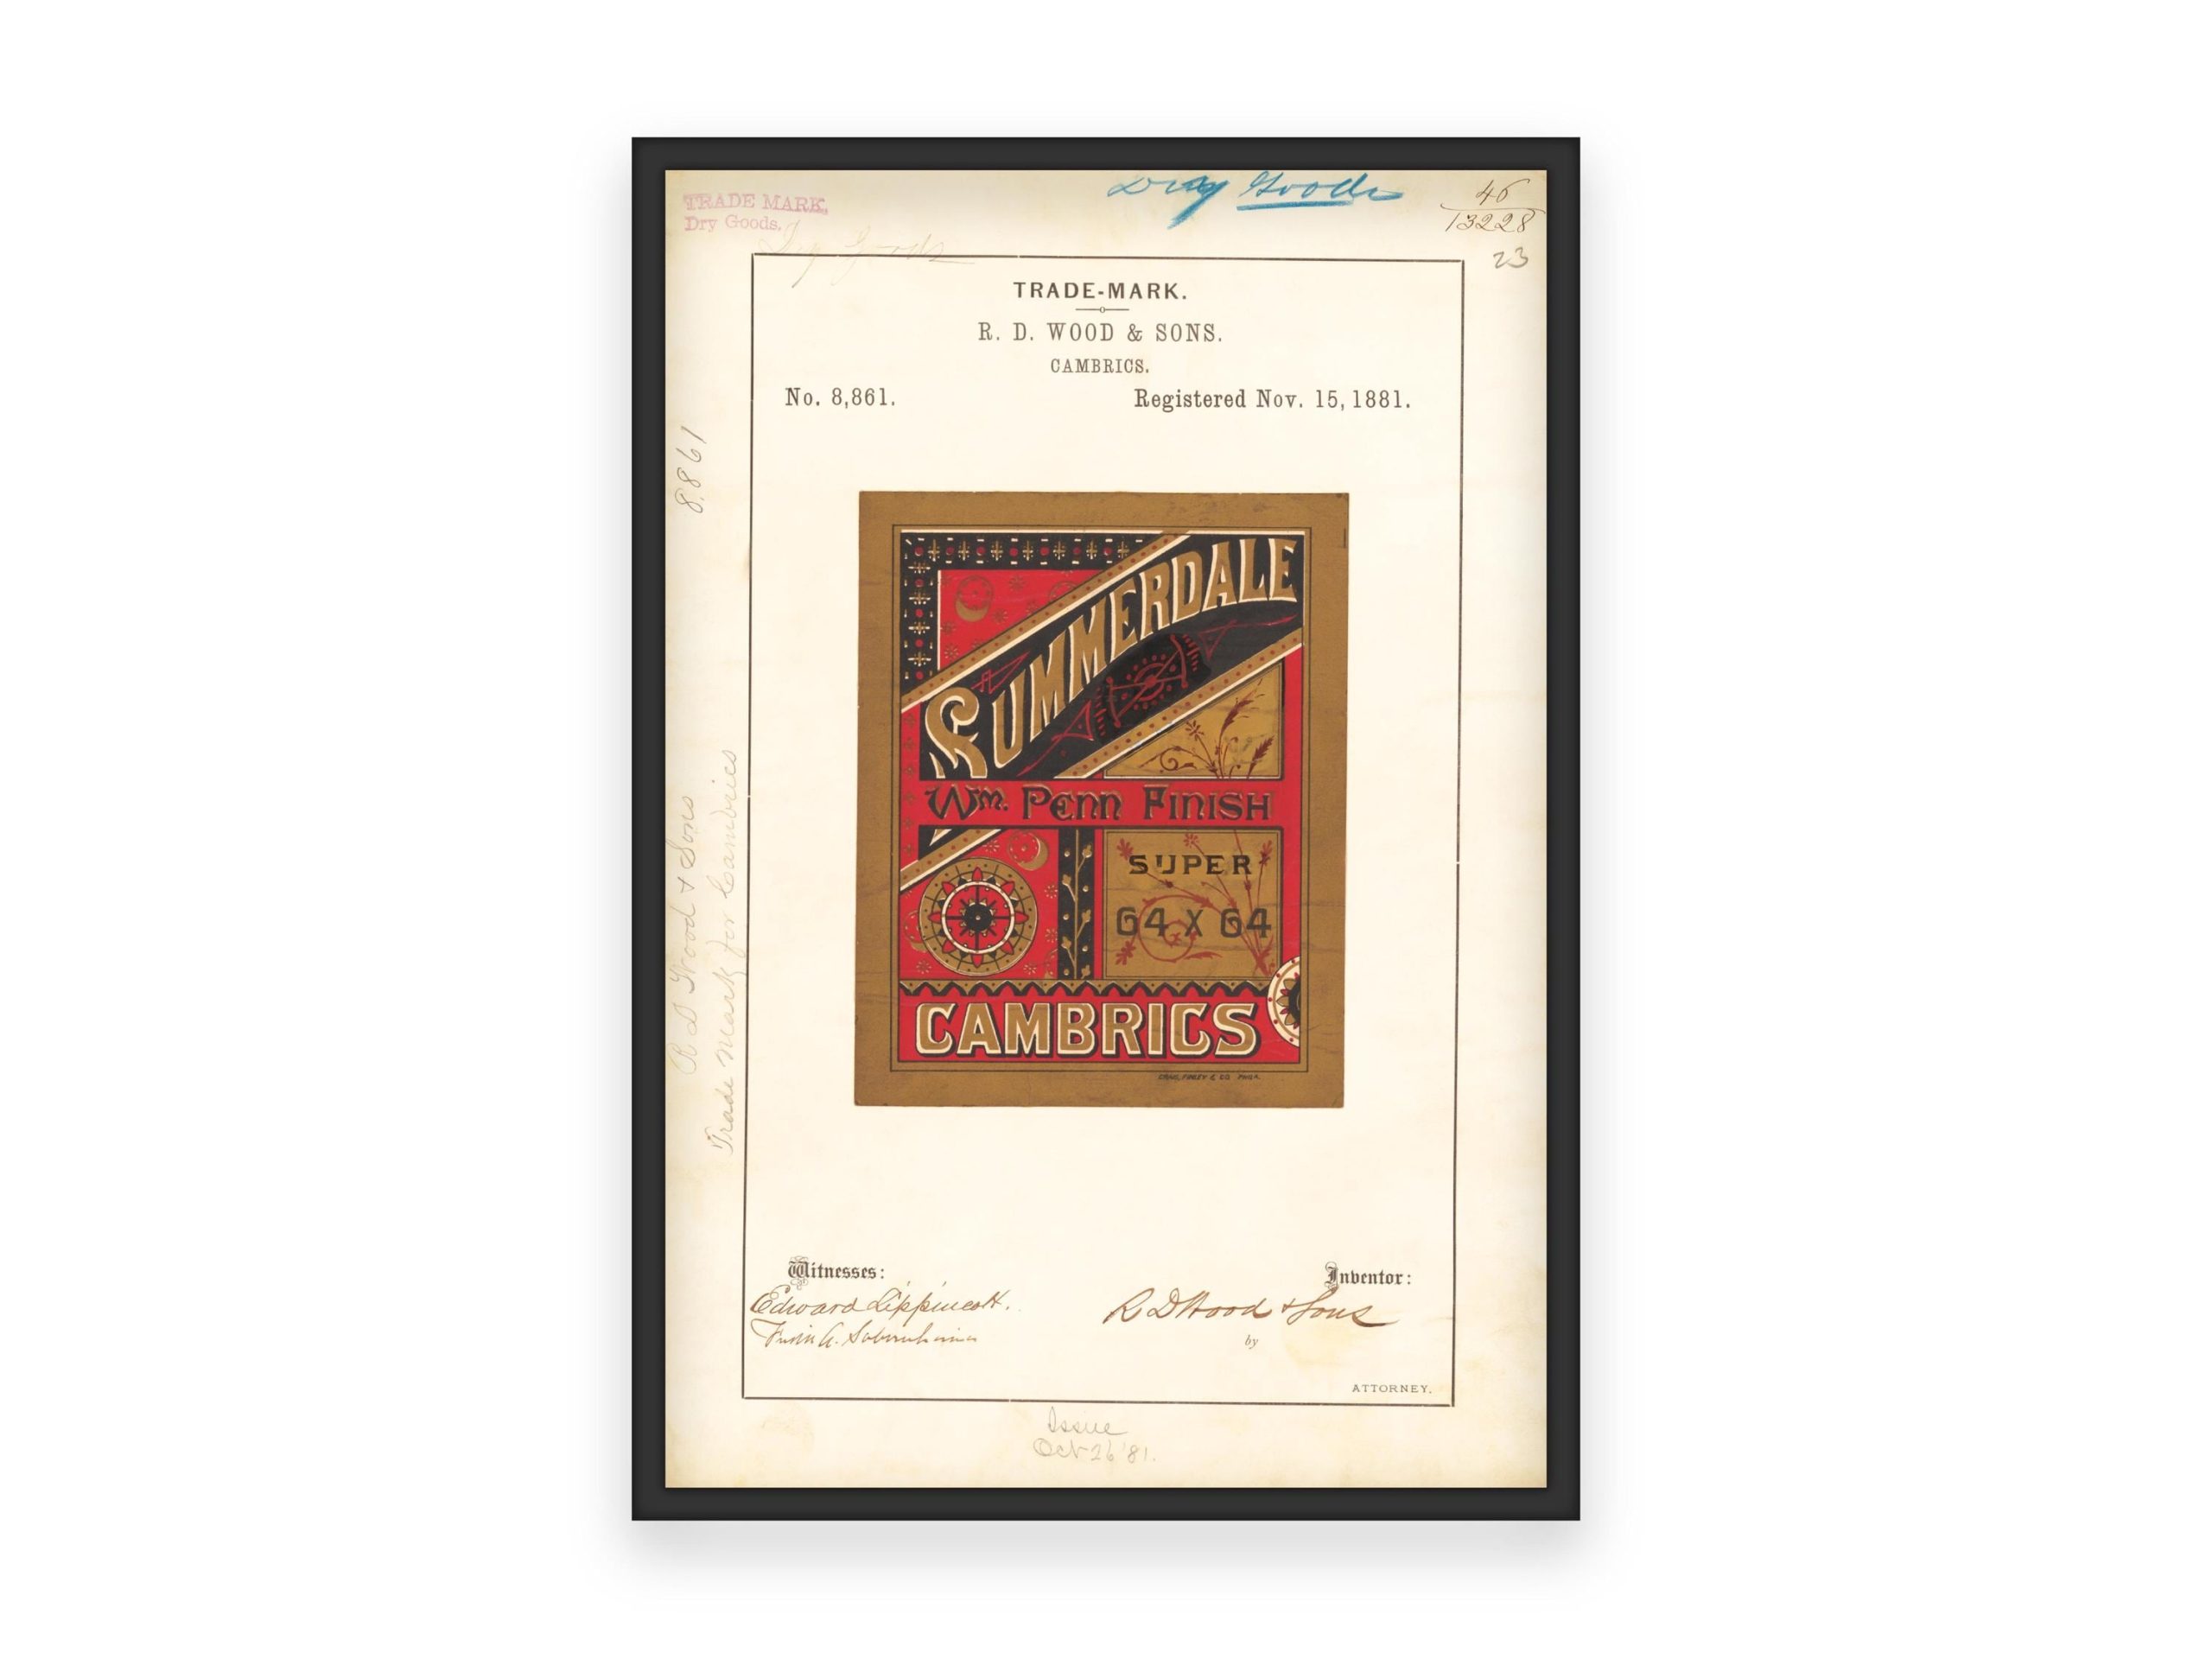 TRADE MARK,
Dry Goods.
Dry Goods
46
13228
23
Dry Goods
TRADE-MARK.
R. D. WOOD & SONS.
CAMBRICS.
No. 8,861.
Registered Nov. 15, 1881.
8861
R D Wood & Sons
Trade Mark for Cambrics
SUMMERDALE
Wm. Penn Finish
SUPER
64 X 64
CAMBRICS
Witnesses:
Inventor:
Edward Lippincott.
R D Wood & Sons
by
ATTORNEY.
Issue
Oct 26 '81.